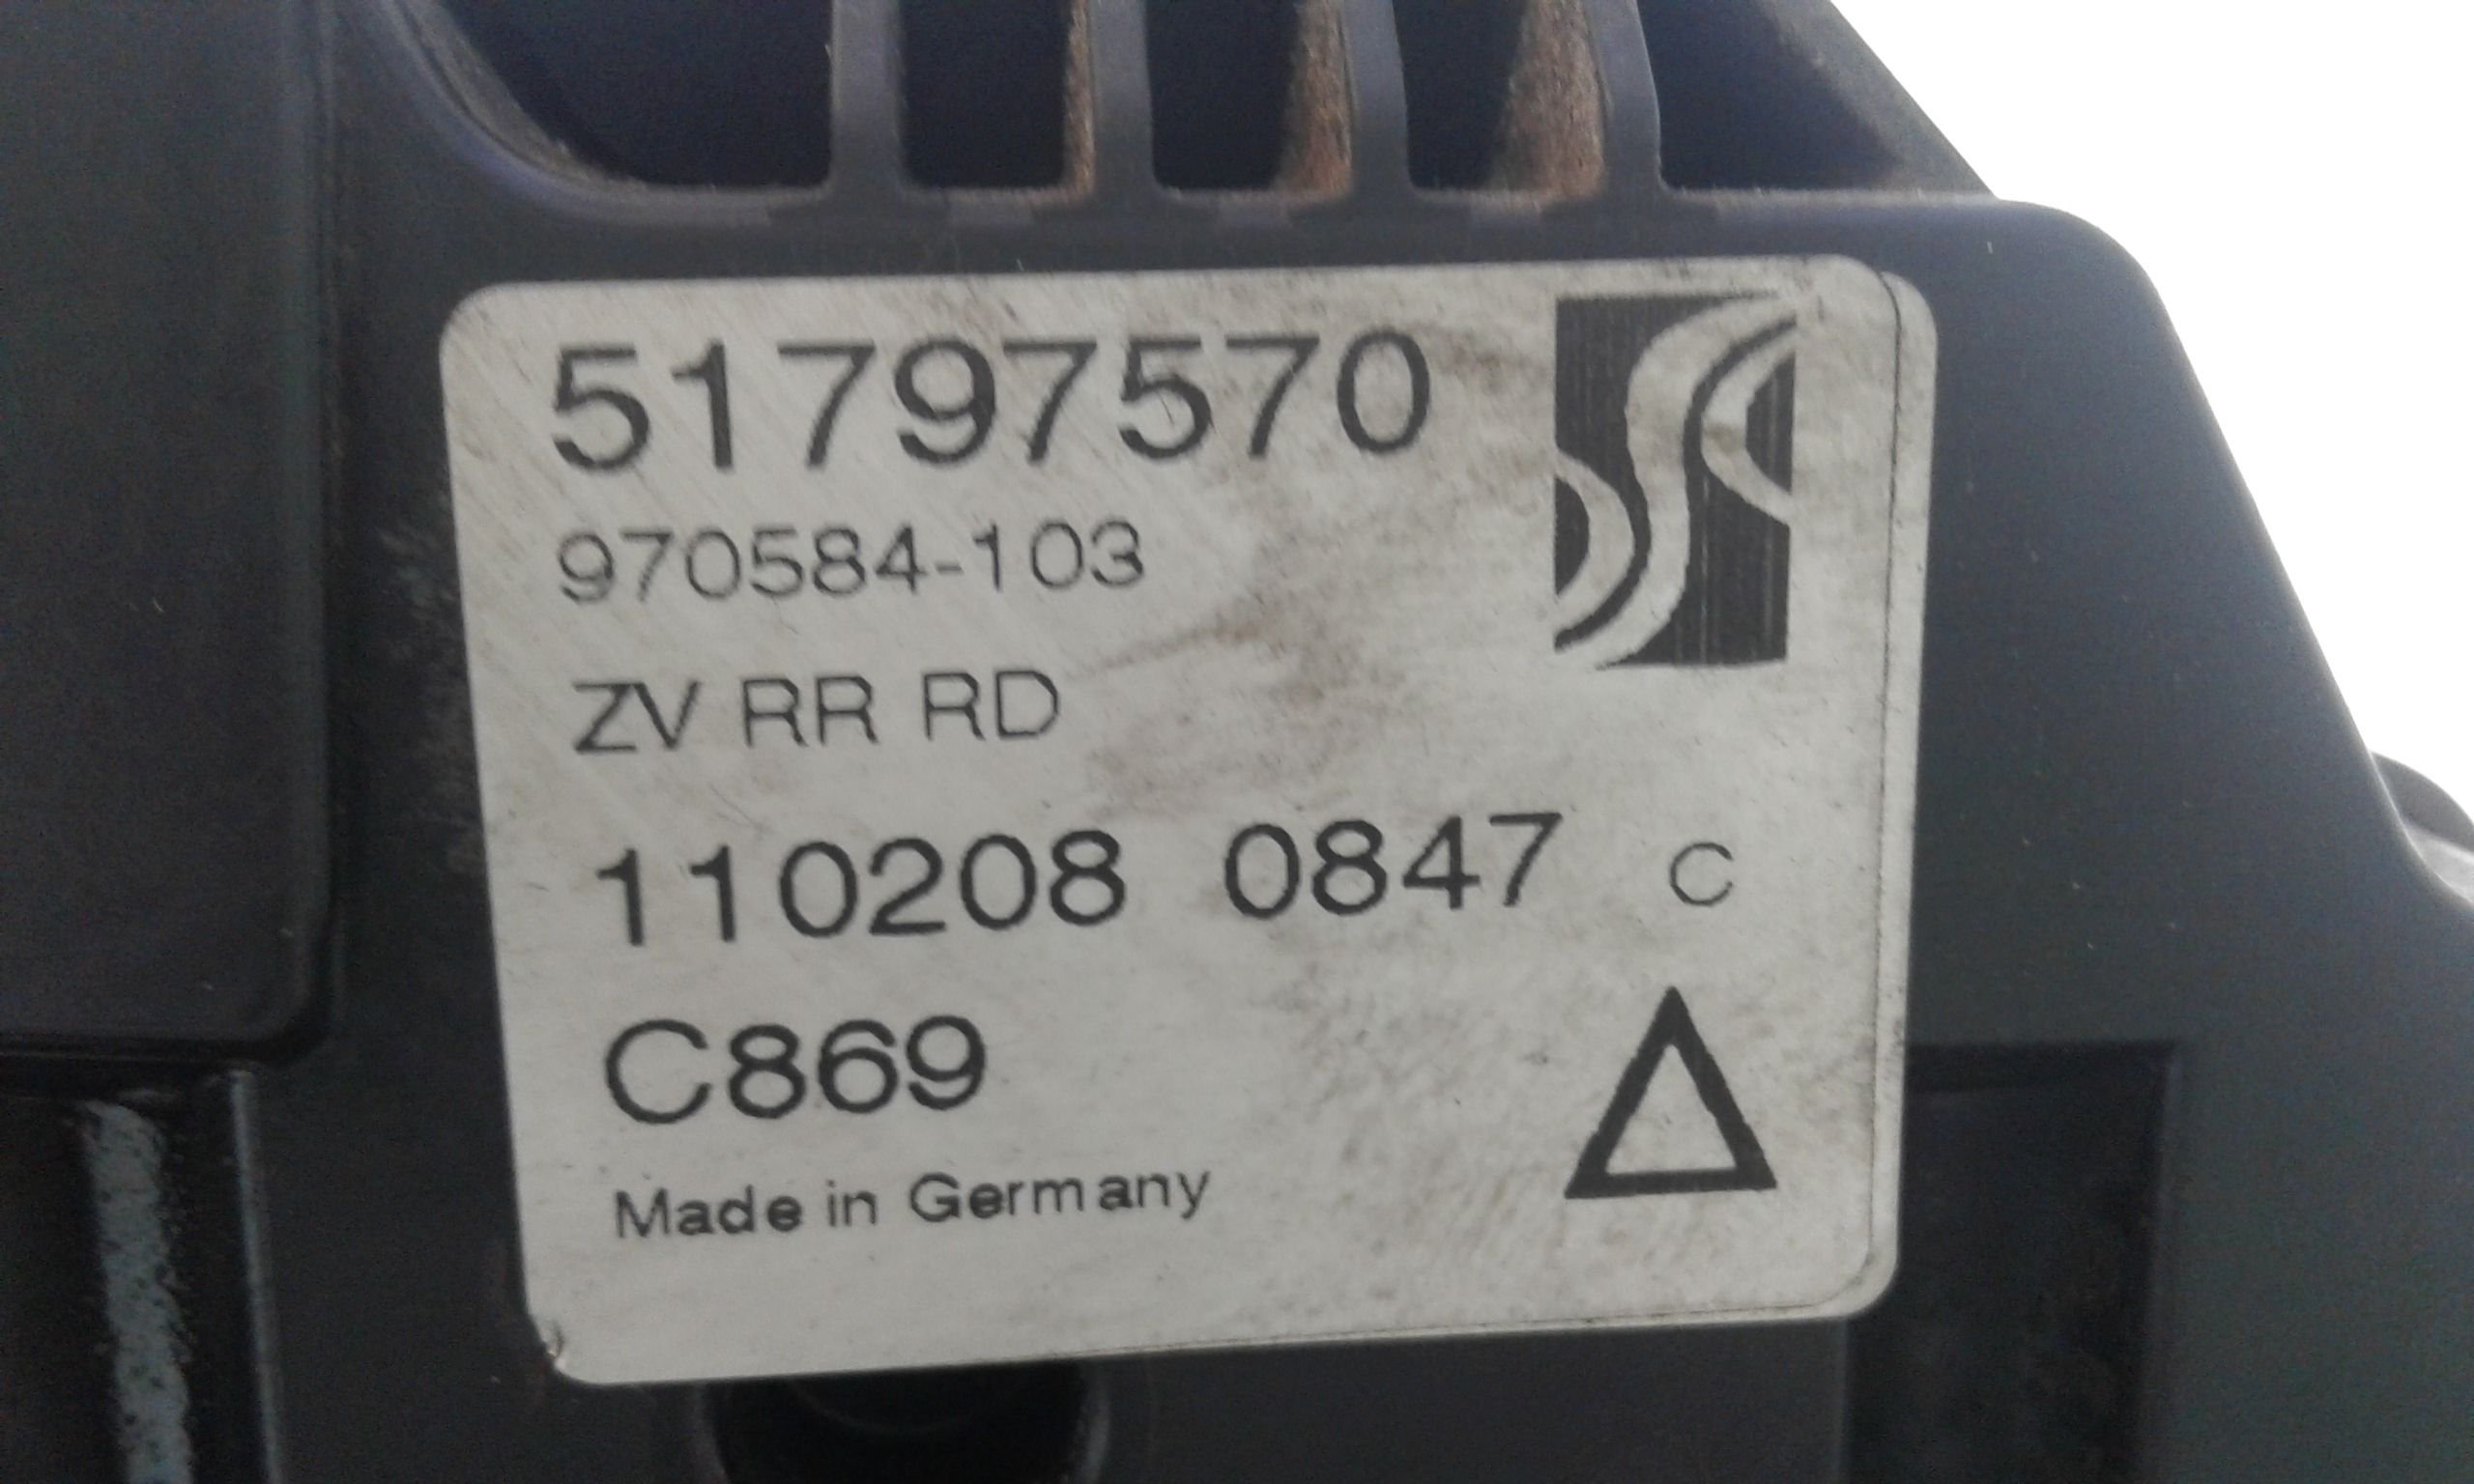 51797570
970584-103
ZV RR RD
110208 0847 C
C869
Made in Germany